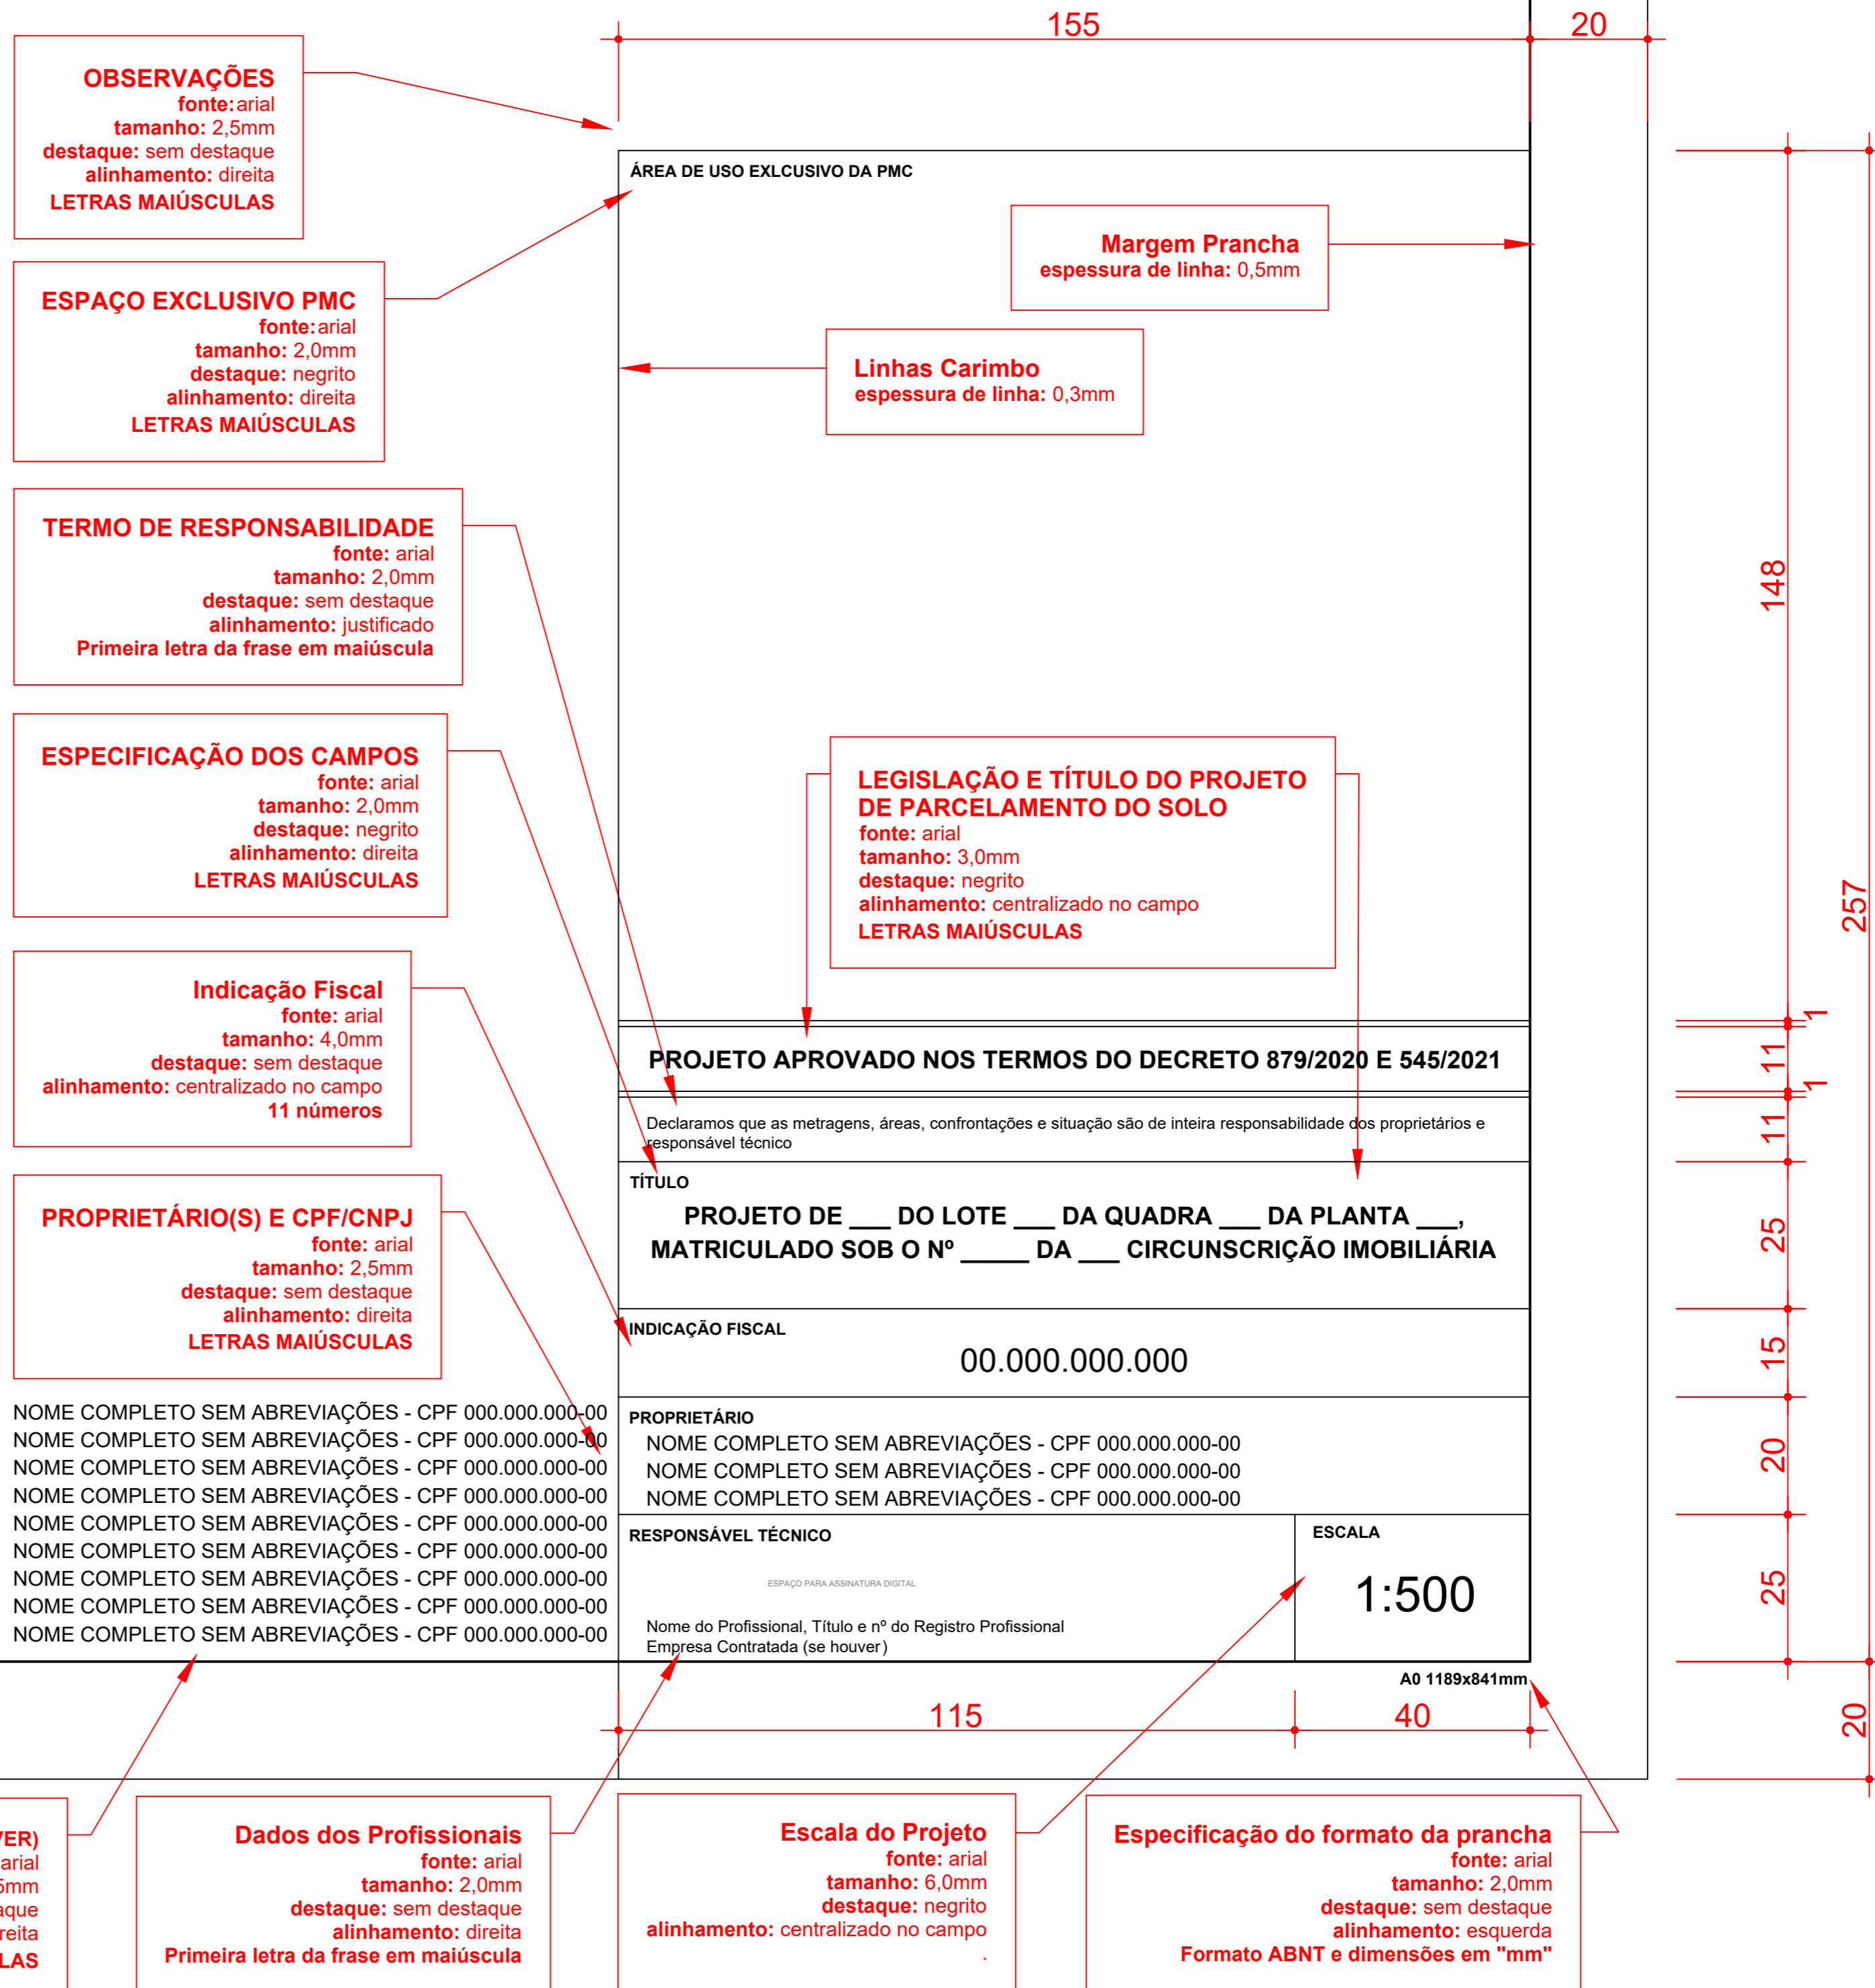 155
20
OBSERVAÇÕES
fonte:arial
tamanho: 2,5mm
destaque: sem destaque
alinhamento: direita
LETRAS MAIÚSCULAS
ÁREA DE USO EXLCUSIVO DA PMC
Margem Prancha
espessura de linha: 0,5mm
ESPAÇO EXCLUSIVO PMC
fonte:arial
tamanho: 2,0mm
destaque: negrito
alinhamento: direita
LETRAS MAIÚSCULAS
Linhas Carimbo
espessura de linha: 0,3mm
TERMO DE RESPONSABILIDADE
fonte: arial
tamanho: 2,0mm
destaque: sem destaque
alinhamento: justificado
Primeira letra da frase em maiúscula
148
ESPECIFICAÇÃO DOS CAMPOS
fonte: arial
tamanho: 2,0mm
destaque: negrito
alinhamento: direita
LETRAS MAIÚSCULAS
LEGISLAÇÃO E TÍTULO DO PROJETO
DE PARCELAMENTO DO SOLO
fonte: arial
tamanho: 3,0mm
destaque: negrito
alinhamento: centralizado no campo
LETRAS MAIÚSCULAS
257
Indicação Fiscal
fonte: arial
tamanho: 4,0mm
destaque: sem destaque
alinhamento: centralizado no campo
11 números
1
PROJETO APROVADO NOS TERMOS DO DECRETO 879/2020 E 545/2021
11
1
Declaramos que as metragens, áreas, confrontações e situação são de inteira responsabilidade dos proprietários e
responsável técnico
11
PROPRIETÁRIO(S) E CPF/CNPJ
fonte: arial
tamanho: 2,5mm
destaque: sem destaque
alinhamento: direita
LETRAS MAIÚSCULAS
TÍTULO
PROJETO DE ___ DO LOTE ___ DA QUADRA ___ DA PLANTA ___,
MATRICULADO SOB O Nº _____ DA ___ CIRCUNSCRIÇÃO IMOBILIÁRIA
25
INDICAÇÃO FISCAL
00.000.000.000
15
NOME COMPLETO SEM ABREVIAÇÕES - CPF 000.000.000-00
NOME COMPLETO SEM ABREVIAÇÕES - CPF 000.000.000-00
NOME COMPLETO SEM ABREVIAÇÕES - CPF 000.000.000-00
NOME COMPLETO SEM ABREVIAÇÕES - CPF 000.000.000-00
NOME COMPLETO SEM ABREVIAÇÕES - CPF 000.000.000-00
NOME COMPLETO SEM ABREVIAÇÕES - CPF 000.000.000-00
NOME COMPLETO SEM ABREVIAÇÕES - CPF 000.000.000-00
NOME COMPLETO SEM ABREVIAÇÕES - CPF 000.000.000-00
NOME COMPLETO SEM ABREVIAÇÕES - CPF 000.000.000-00
PROPRIETÁRIO
NOME COMPLETO SEM ABREVIAÇÕES - CPF 000.000.000-00
NOME COMPLETO SEM ABREVIAÇÕES - CPF 000.000.000-00
NOME COMPLETO SEM ABREVIAÇÕES - CPF 000.000.000-00
20
RESPONSÁVEL TÉCNICO
ESPAÇO PARA ASSINATURA DIGITAL
Nome do Profissional, Título e nº do Registro Profissional
Empresa Contratada (se houver)
ESCALA
1:500
25
A0 1189x841mm
115
40
20
VER)
arial
5mm
aque
reita
LAS
Dados dos Profissionais
fonte: arial
tamanho: 2,0mm
destaque: sem destaque
alinhamento: direita
Primeira letra da frase em maiúscula
Escala do Projeto
fonte: arial
tamanho: 6,0mm
destaque: negrito
alinhamento: centralizado no campo
.
Especificação do formato da prancha
fonte: arial
tamanho: 2,0mm
destaque: sem destaque
alinhamento: esquerda
Formato ABNT e dimensões em "mm"